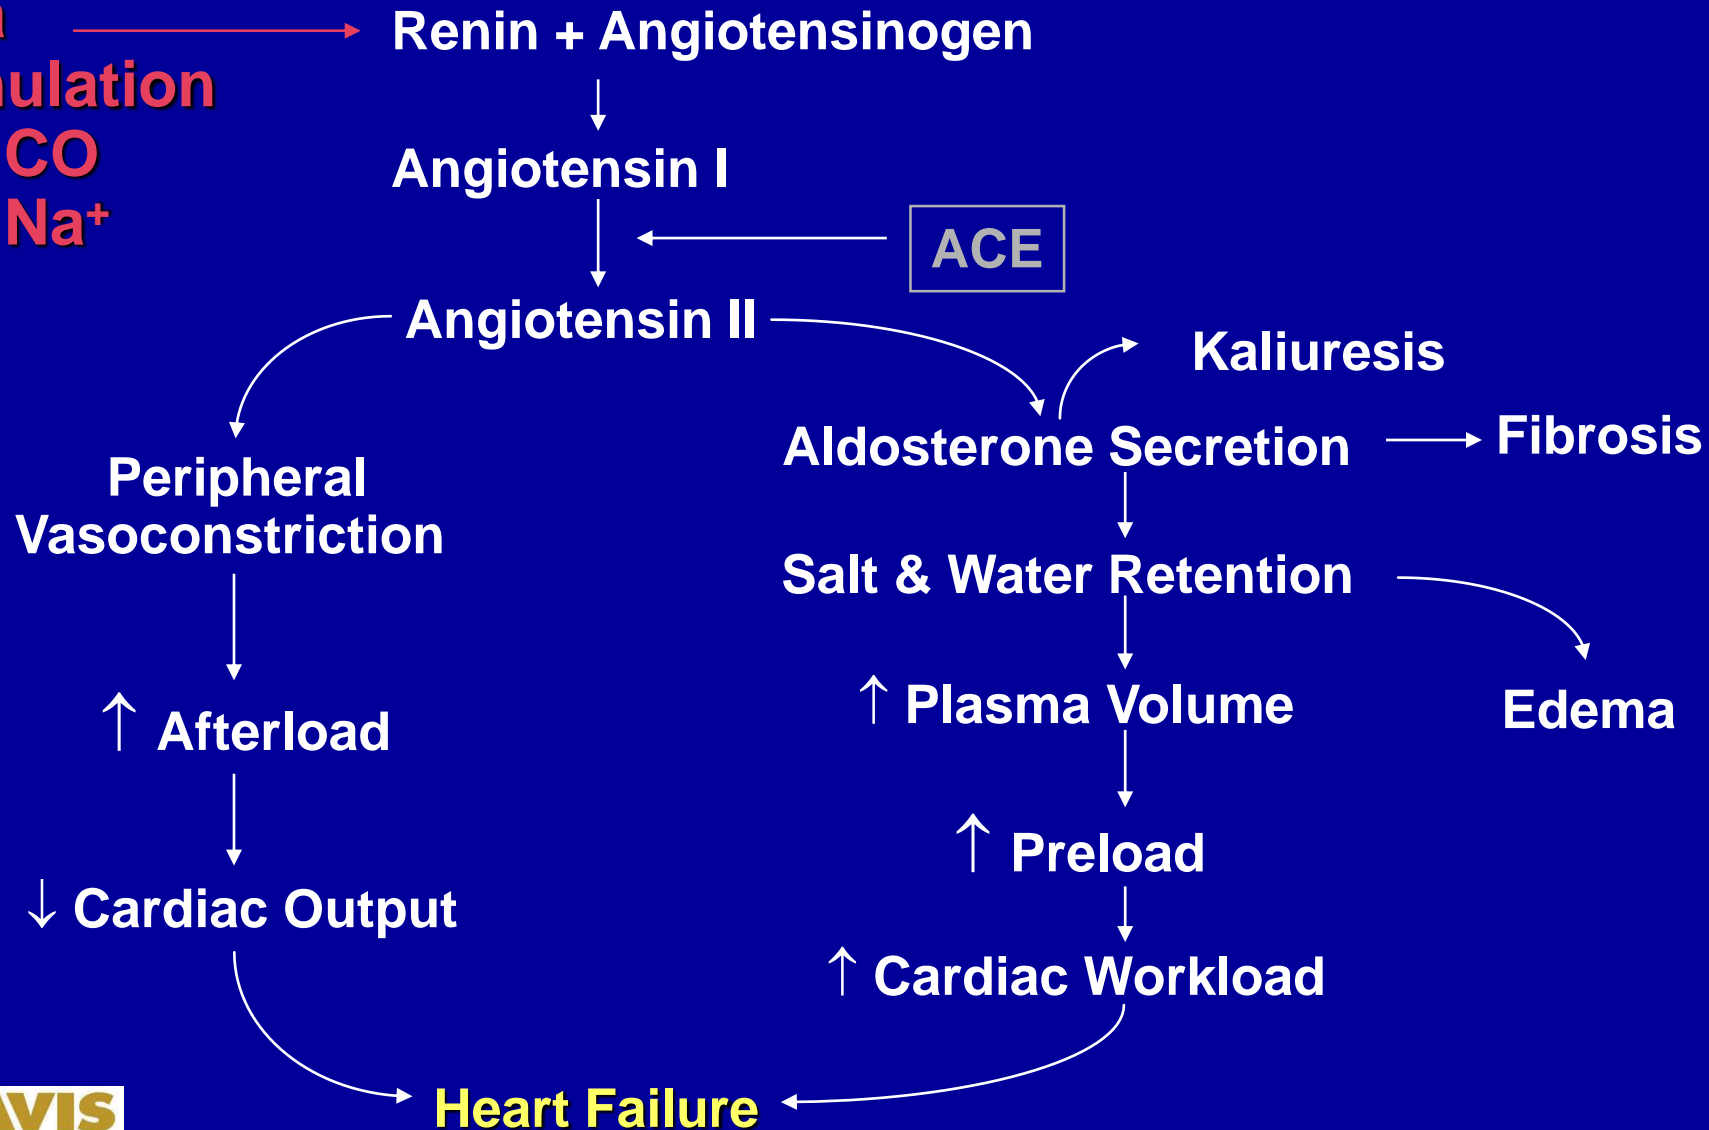 Renin + Angiotensinogen
CO
Na⁺
Angiotensin I
ACE
Angiotensin II
Kaliuresis
Aldosterone Secretion
Fibrosis
Peripheral
Vasoconstriction
Salt & Water Retention
↑ Afterload
↑ Plasma Volume
Edema
↑ Preload
↓ Cardiac Output
↑ Cardiac Workload
Heart Failure